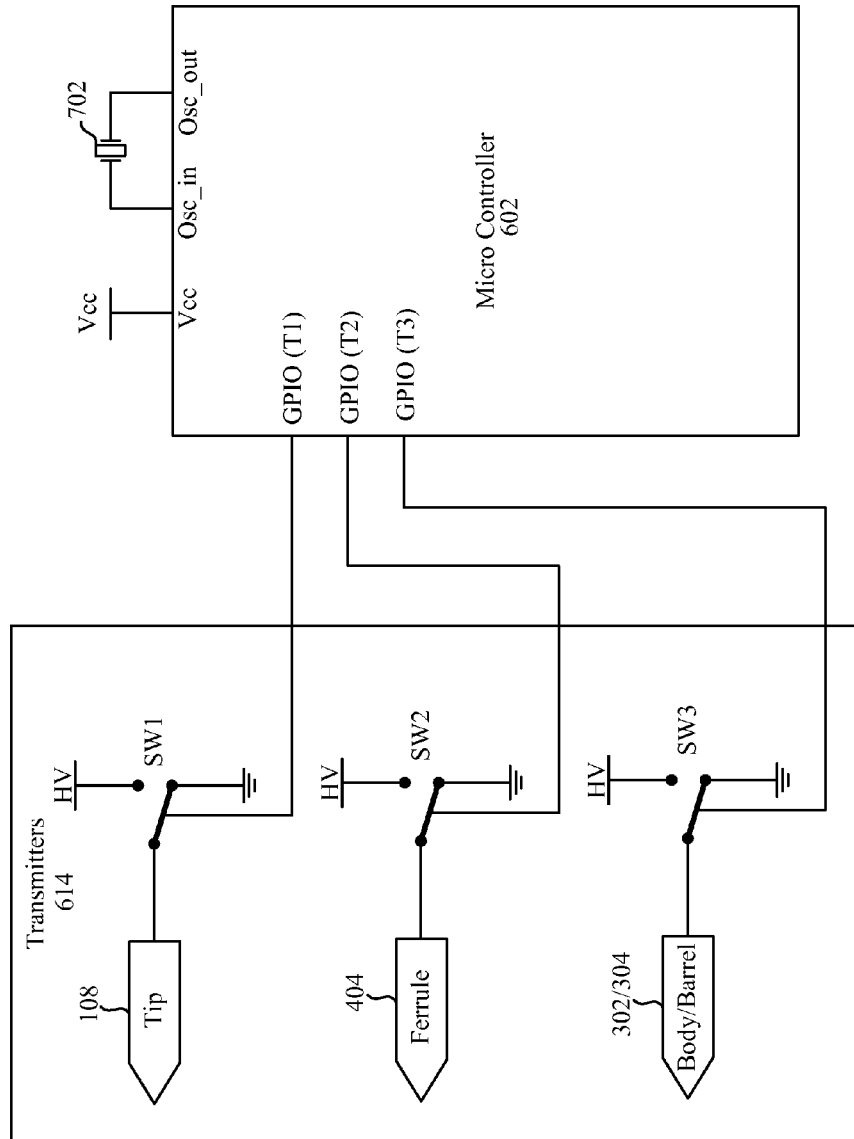 Transmitters
614
108
Tip
HV
SW1
404
Ferrule
HV
SW2
302/304
Body/Barrel
HV
SW3
Vcc
702
Vcc
Osc_in
Osc_out
GPIO (T1)
GPIO (T2)
GPIO (T3)
Micro Controller
602